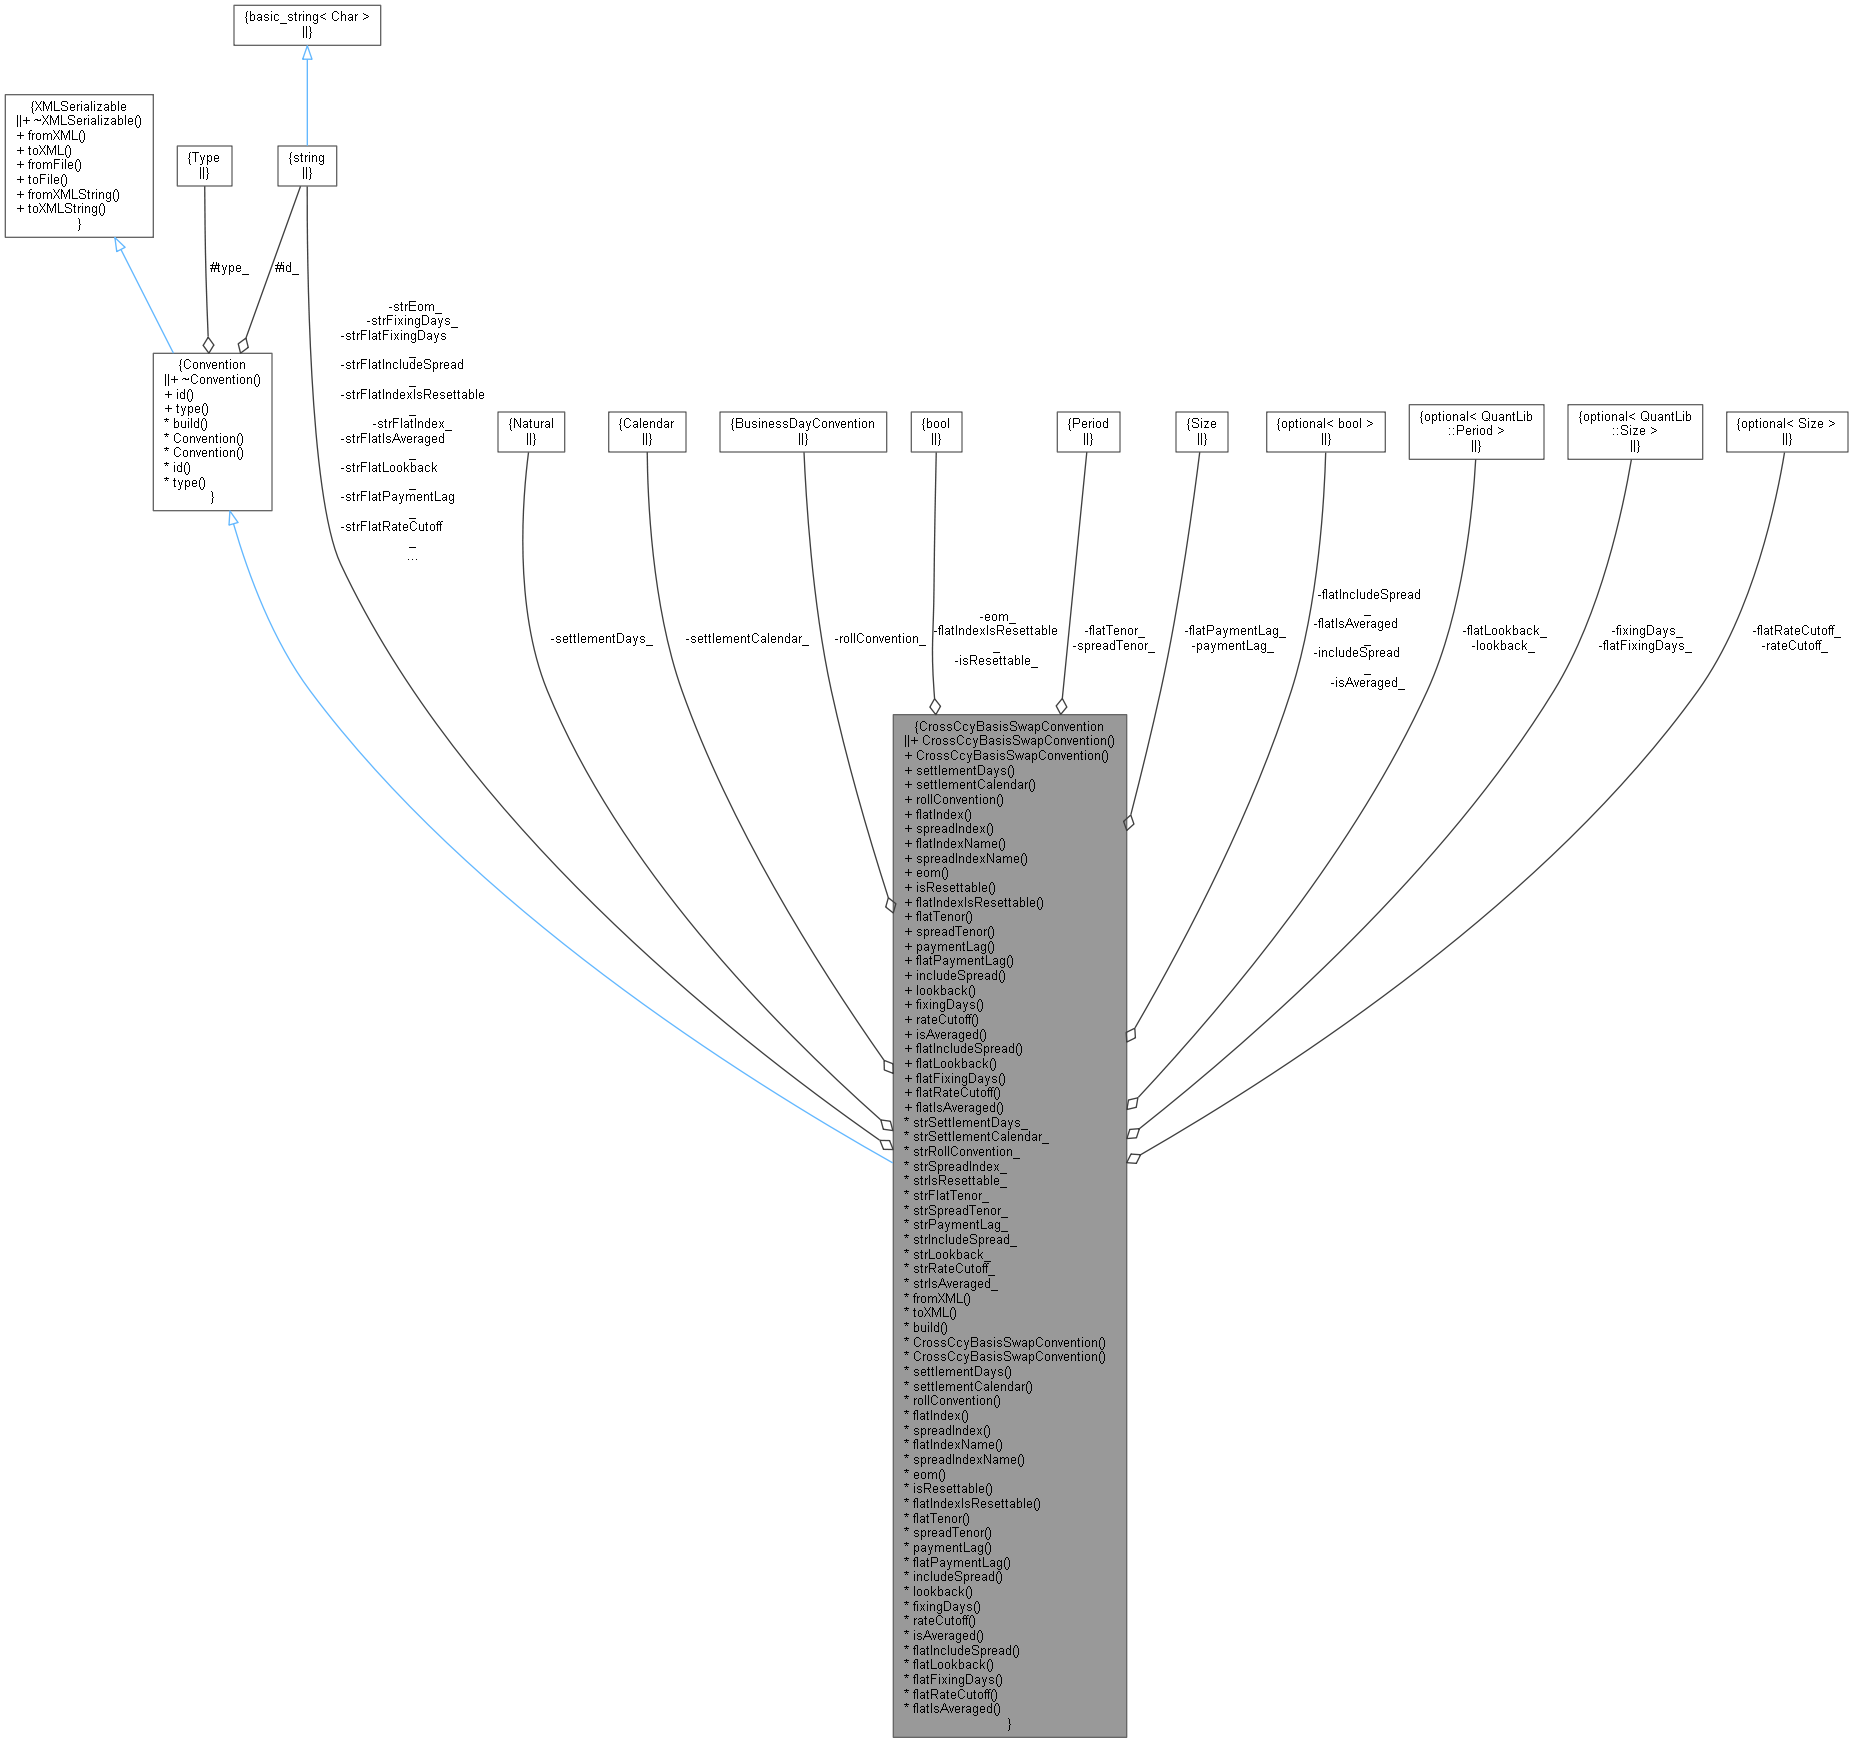 {basic_string< Char >
||}
{XMLSerializable
||+ ~XMLSerializable()
+ fromXML()
+ toXML()
+ fromFile()
+ toFile()
+ fromXMLString()
+ toXMLString()
}
{Type
||}
{string
||}
#type_
#id_
-strEom_
-strFixingDays_
-strFlatFixingDays
_
-strFlatIncludeSpread
_
-strFlatIndexIsResettable
_
-strFlatIndex_
-strFlatIsAveraged
_
-strFlatLookback
_
-strFlatPaymentLag
_
-strFlatRateCutoff
_
...
{Convention
||+ ~Convention()
+ id()
+ type()
* build()
* Convention()
* Convention()
* id()
* type()
}
{Natural
||}
{Calendar
||}
{BusinessDayConvention
||}
{bool
||}
{Period
||}
{Size
||}
{optional< bool >
||}
{optional< QuantLib
::Period >
||}
{optional< QuantLib
::Size >
||}
{optional< Size >
||}
-settlementDays_
-settlementCalendar_
-rollConvention_
-eom_
-flatIndexIsResettable
_
-isResettable_
-flatTenor_
-spreadTenor_
-flatPaymentLag_
-paymentLag_
-flatIncludeSpread
_
-flatIsAveraged
_
-includeSpread
_
-isAveraged_
-flatLookback_
-lookback_
-fixingDays_
-flatFixingDays_
-flatRateCutoff_
-rateCutoff_
{CrossCcyBasisSwapConvention
||+ CrossCcyBasisSwapConvention()
+ CrossCcyBasisSwapConvention()
+ settlementDays()
+ settlementCalendar()
+ rollConvention()
+ flatIndex()
+ spreadIndex()
+ flatIndexName()
+ spreadIndexName()
+ eom()
+ isResettable()
+ flatIndexIsResettable()
+ flatTenor()
+ spreadTenor()
+ paymentLag()
+ flatPaymentLag()
+ includeSpread()
+ lookback()
+ fixingDays()
+ rateCutoff()
+ isAveraged()
+ flatIncludeSpread()
+ flatLookback()
+ flatFixingDays()
+ flatRateCutoff()
+ flatIsAveraged()
* strSettlementDays_
* strSettlementCalendar_
* strRollConvention_
* strSpreadIndex_
* strIsResettable_
* strFlatTenor_
* strSpreadTenor_
* strPaymentLag_
* strIncludeSpread_
* strLookback_
* strRateCutoff_
* strIsAveraged_
* fromXML()
* toXML()
* build()
* CrossCcyBasisSwapConvention()
* CrossCcyBasisSwapConvention()
* settlementDays()
* settlementCalendar()
* rollConvention()
* flatIndex()
* spreadIndex()
* flatIndexName()
* spreadIndexName()
* eom()
* isResettable()
* flatIndexIsResettable()
* flatTenor()
* spreadTenor()
* paymentLag()
* flatPaymentLag()
* includeSpread()
* lookback()
* fixingDays()
* rateCutoff()
* isAveraged()
* flatIncludeSpread()
* flatLookback()
* flatFixingDays()
* flatRateCutoff()
* flatIsAveraged()
}